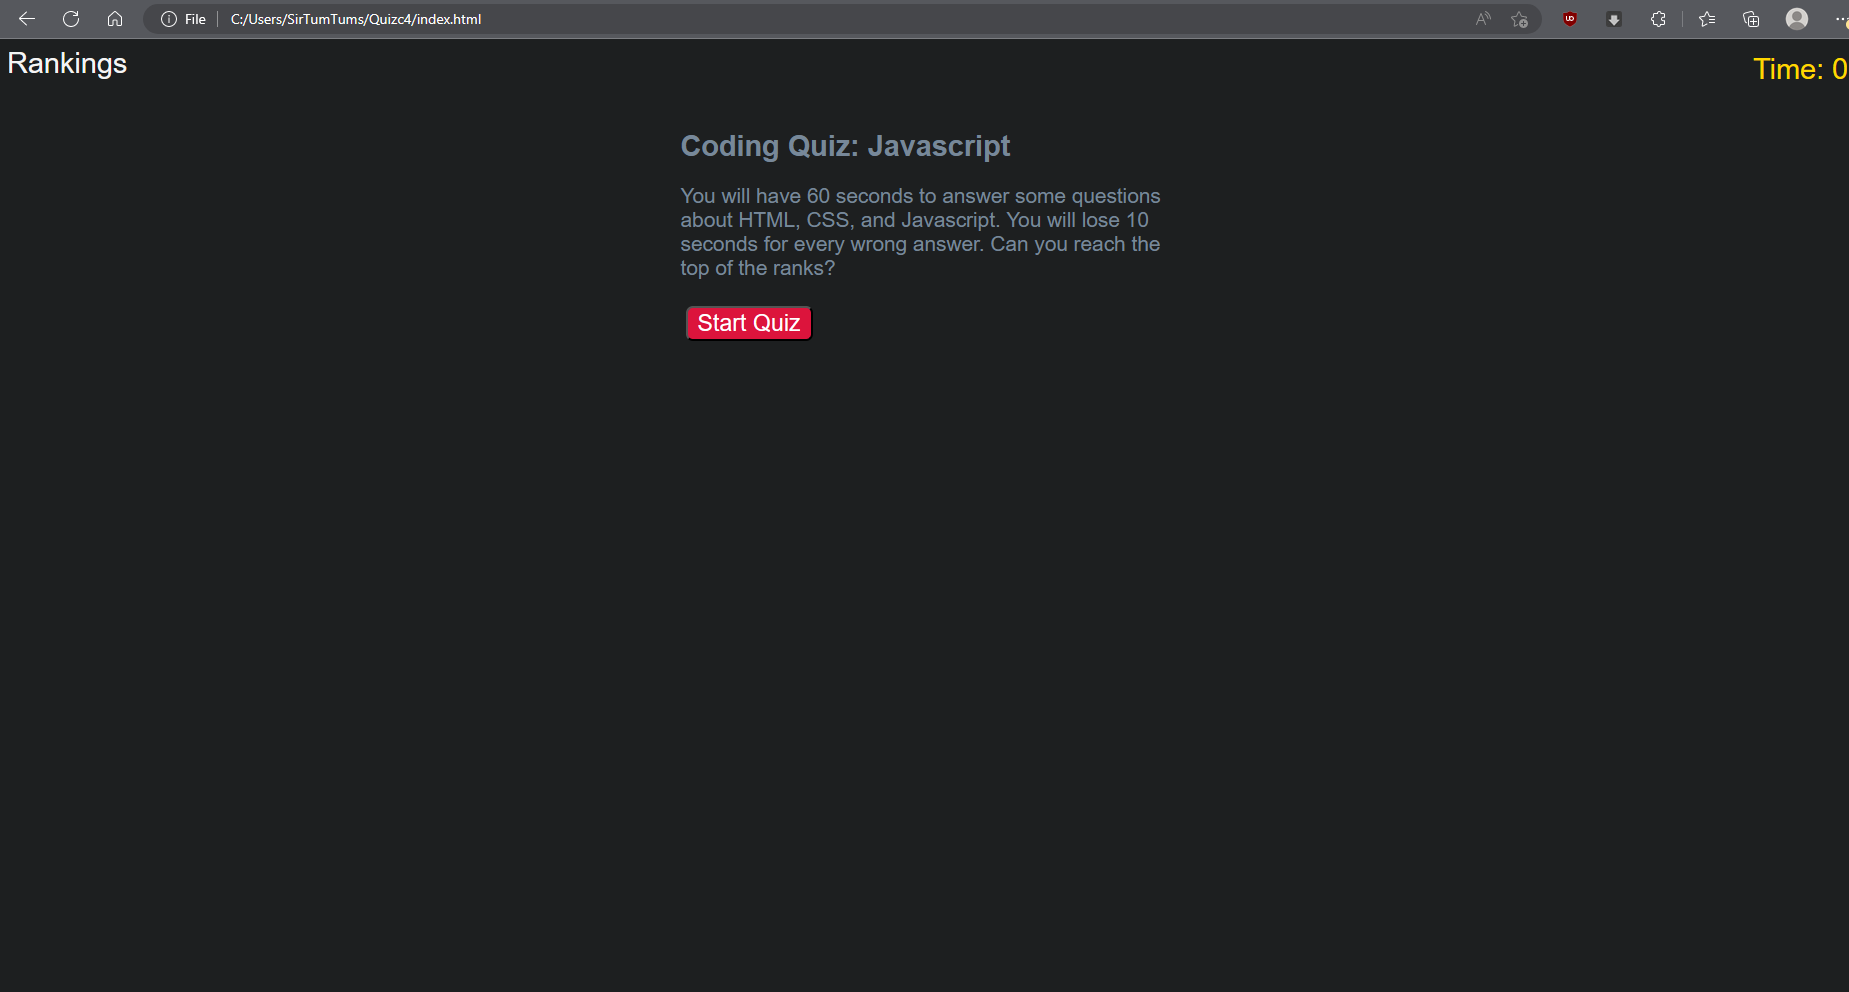 File C:/Users/SirTumTums/Quizc4/index.html
Rankings
Time: 0
Coding Quiz: Javascript
You will have 60 seconds to answer some questions
about HTML, CSS, and Javascript. You will lose 10
seconds for every wrong answer. Can you reach the
top of the ranks?
Start Quiz